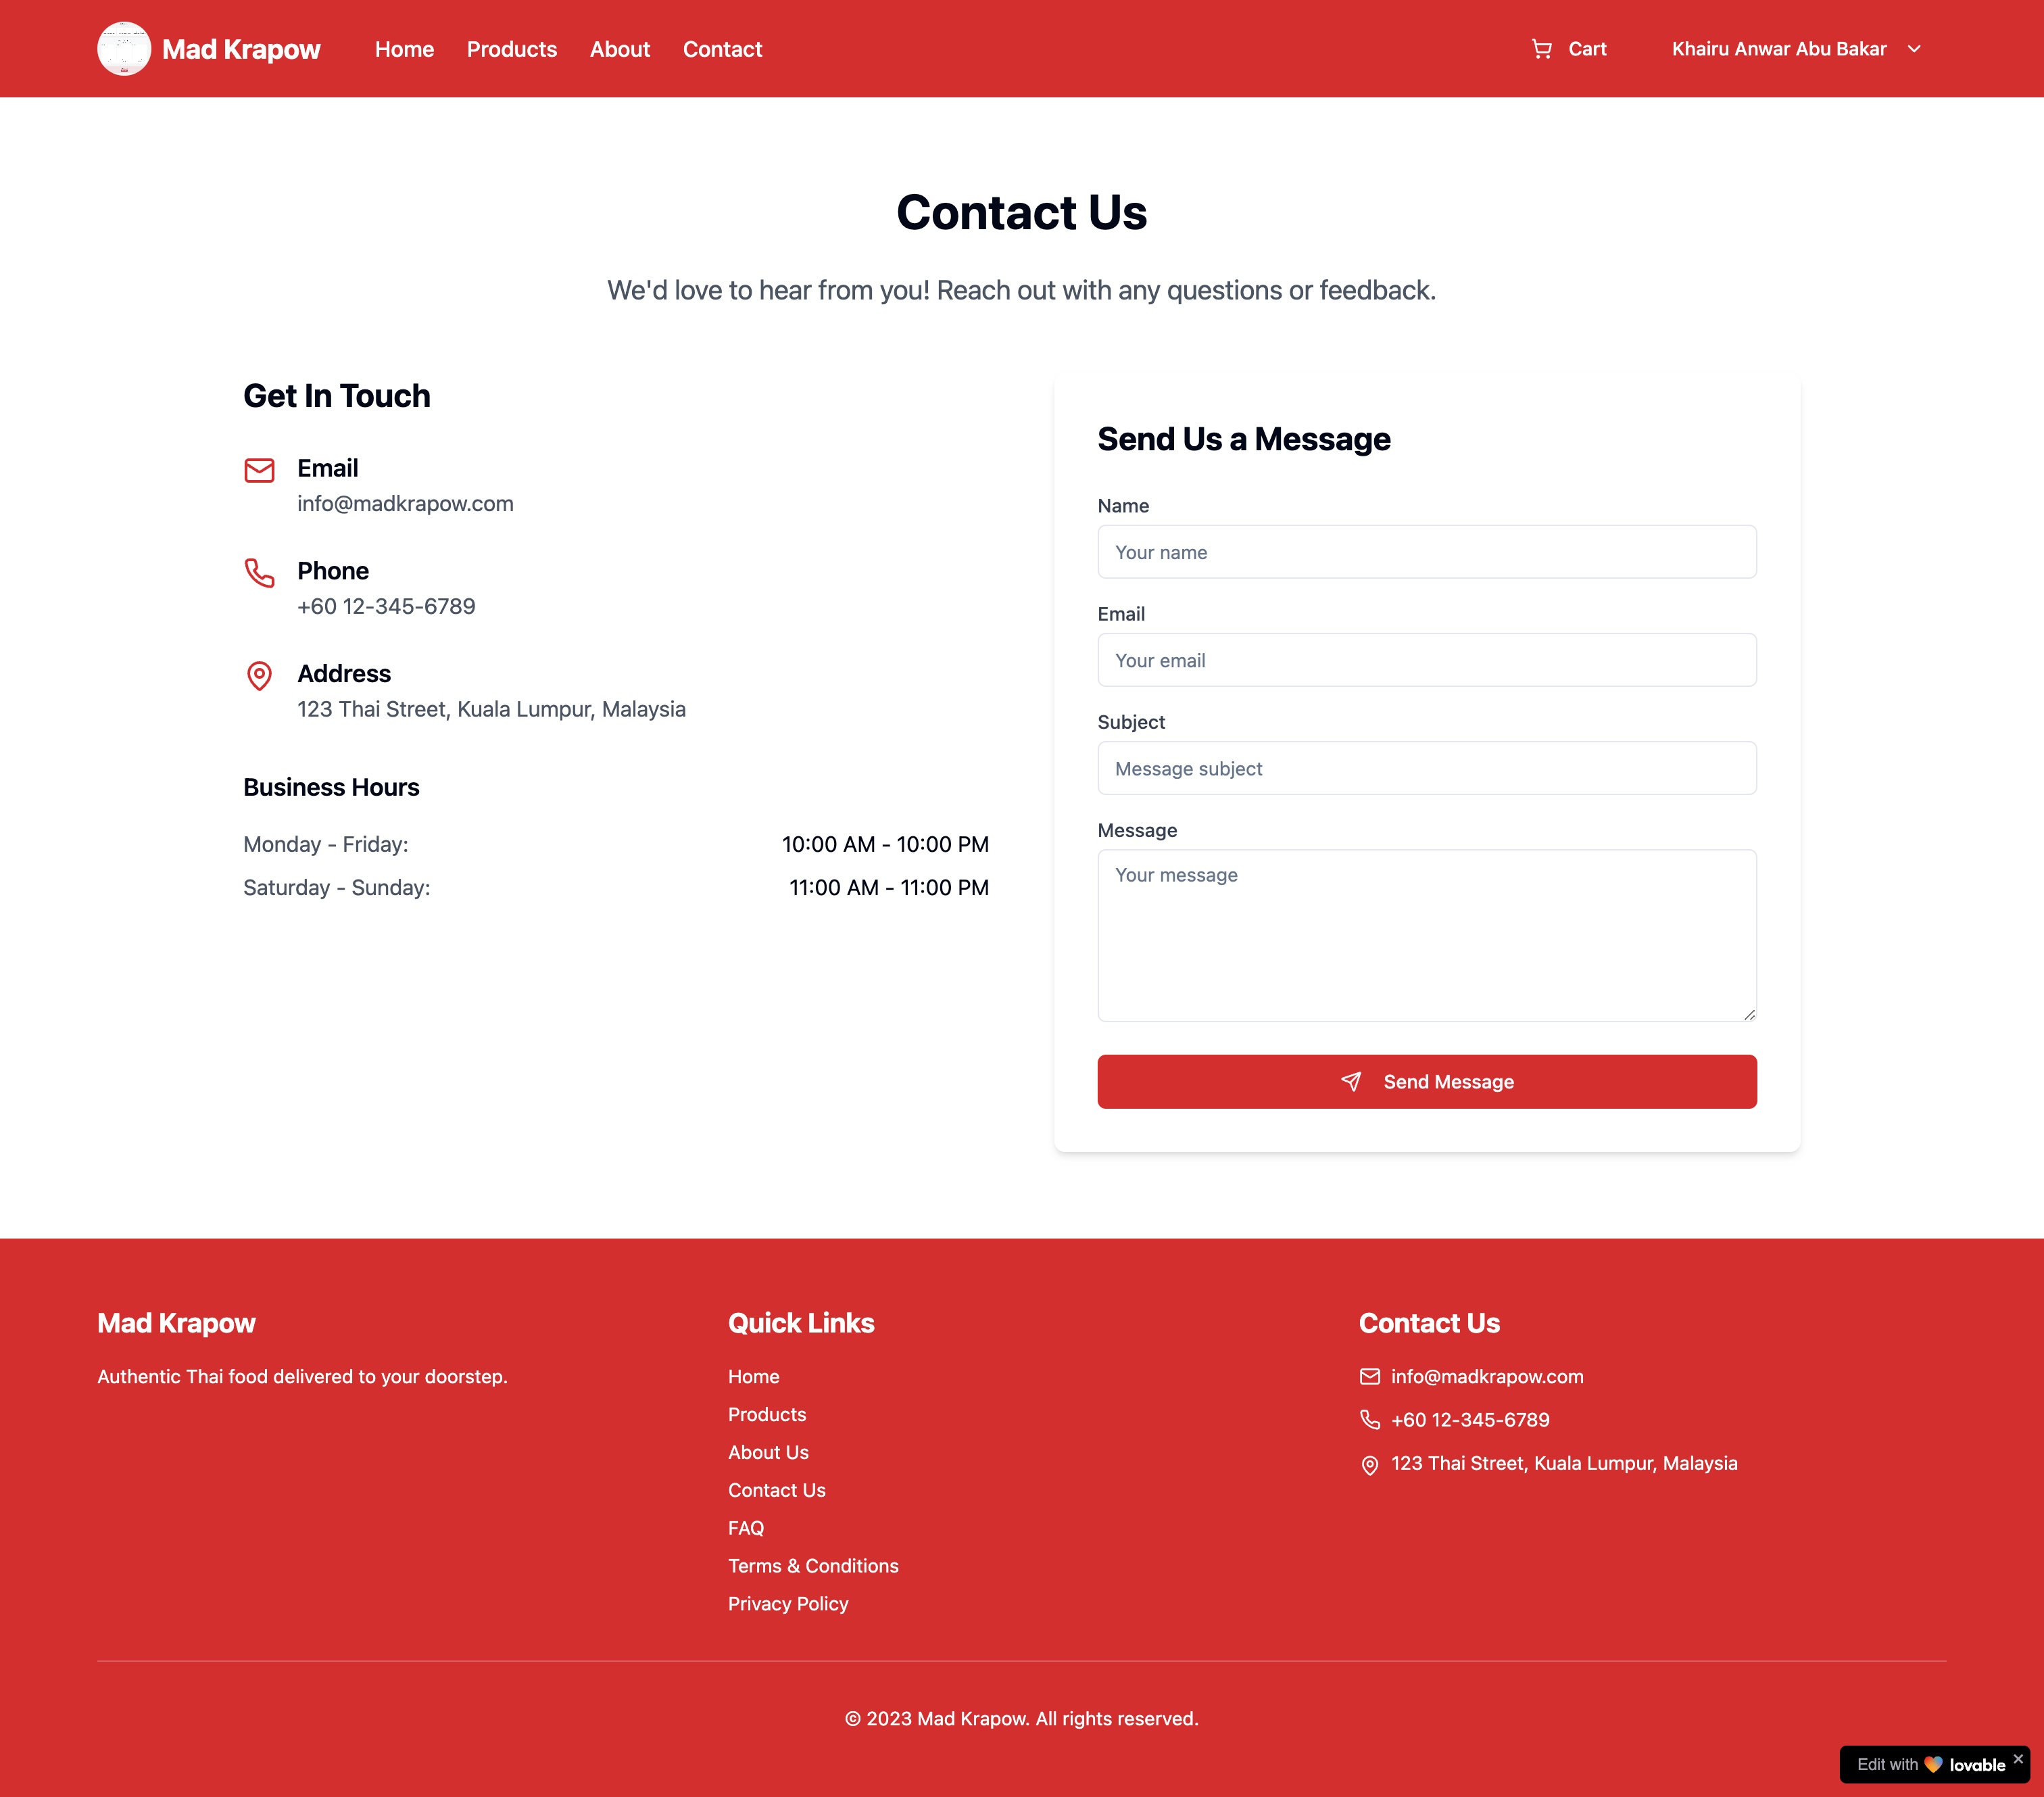 Mad Krapow
Home
Products
About
Contact
Cart
Khairu Anwar Abu Bakar
Contact Us
We'd love to hear from you! Reach out with any questions or feedback.
Get In Touch
Email
info@madkrapow.com
Phone
+60 12-345-6789
Address
123 Thai Street, Kuala Lumpur, Malaysia
Business Hours
Monday - Friday: 10:00 AM - 10:00 PM
Saturday - Sunday: 11:00 AM - 11:00 PM
Send Us a Message
Name
Your name
Email
Your email
Subject
Message subject
Message
Your message
Send Message
Mad Krapow
Authentic Thai food delivered to your doorstep.
Quick Links
Home
Products
About Us
Contact Us
FAQ
Terms & Conditions
Privacy Policy
Contact Us
info@madkrapow.com
+60 12-345-6789
123 Thai Street, Kuala Lumpur, Malaysia
© 2023 Mad Krapow. All rights reserved.
Edit with lovable